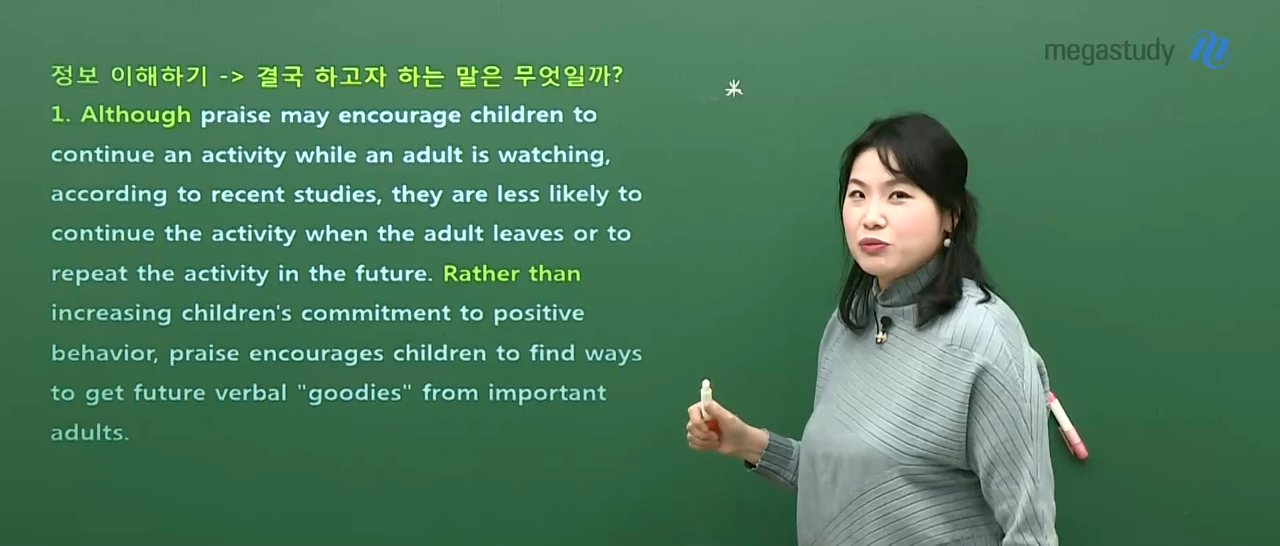 megastudy
정보 이해하기 -> 결국 하고자 하는 말은 무엇일까?
1. Although praise may encourage children to
continue an activity while an adult is watching,
according to recent studies, they are less likely to
continue the activity when the adult leaves or to
repeat the activity in the future. Rather than
increasing children's commitment to positive
behavior, praise encourages children to find ways
to get future verbal "goodies" from important
adults.